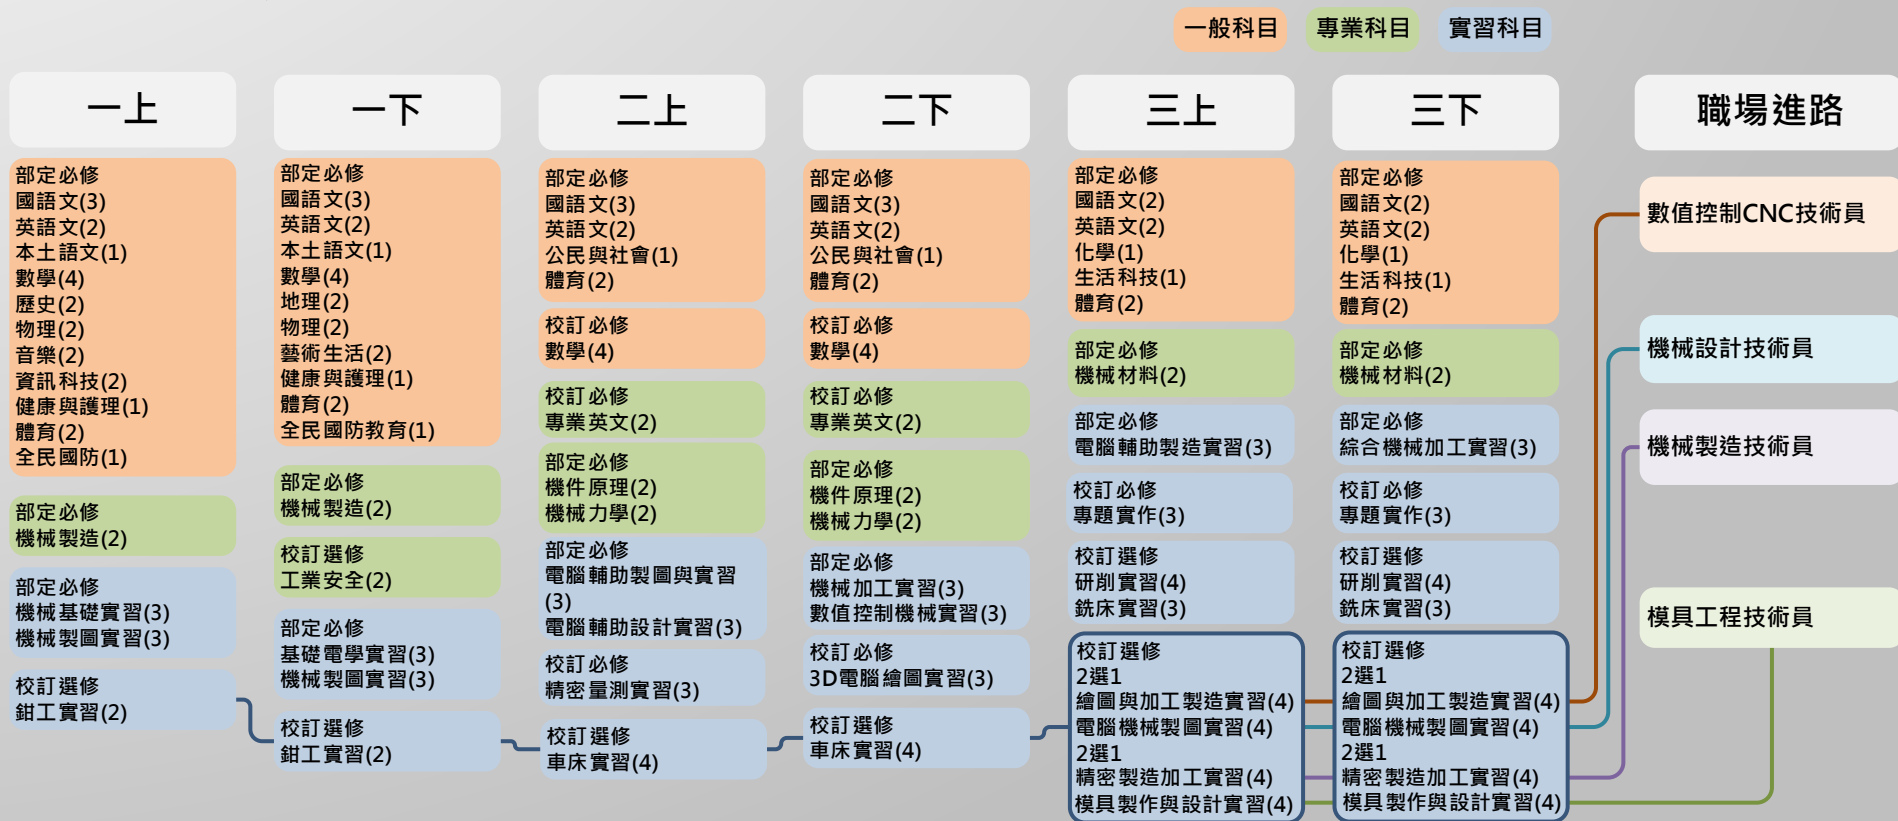 一般科目
專業科目
實習科目
一上
一下
二上
二下
三上
三下
職場進路
部定必修
國語文(3)
英語文(2)
本土語文(1)
數學(4)
歷史(2)
物理(2)
音樂(2)
資訊科技(2)
健康與護理(1)
體育(2)
全民國防(1)
部定必修
機械製造(2)
部定必修
機械基礎實習(3)
機械製圖實習(3)
校訂選修
鉗工實習(2)
部定必修
國語文(3)
英語文(2)
本土語文(1)
數學(4)
地理(2)
物理(2)
藝術生活(2)
健康與護理(1)
體育(2)
全民國防教育(1)
部定必修
機械製造(2)
校訂選修
工業安全(2)
部定必修
基礎電學實習(3)
機械製圖實習(3)
校訂選修
鉗工實習(2)
部定必修
國語文(3)
英語文(2)
公民與社會(1)
體育(2)
校訂必修
數學(4)
校訂必修
專業英文(2)
部定必修
機件原理(2)
機械力學(2)
部定必修
電腦輔助製圖與實習
(3)
電腦輔助設計實習(3)
校訂必修
精密量測實習(3)
校訂選修
車床實習(4)
部定必修
國語文(3)
英語文(2)
公民與社會(1)
體育(2)
校訂必修
數學(4)
校訂必修
專業英文(2)
部定必修
機件原理(2)
機械力學(2)
部定必修
機械加工實習(3)
數值控制機械實習(3)
校訂必修
3D電腦繪圖實習(3)
校訂選修
車床實習(4)
部定必修
國語文(2)
英語文(2)
化學(1)
生活科技(1)
體育(2)
部定必修
機械材料(2)
部定必修
電腦輔助製造實習(3)
校訂必修
專題實作(3)
校訂選修
研削實習(4)
銑床實習(3)
校訂選修
2選1
繪圖與加工製造實習(4)
電腦機械製圖實習(4)
2選1
精密製造加工實習(4)
模具製作與設計實習(4)
部定必修
國語文(2)
英語文(2)
化學(1)
生活科技(1)
體育(2)
部定必修
機械材料(2)
部定必修
綜合機械加工實習(3)
校訂必修
專題實作(3)
校訂選修
研削實習(4)
銑床實習(3)
校訂選修
2選1
繪圖與加工製造實習(4)
電腦機械製圖實習(4)
2選1
精密製造加工實習(4)
模具製作與設計實習(4)
數值控制CNC技術員
機械設計技術員
機械製造技術員
模具工程技術員